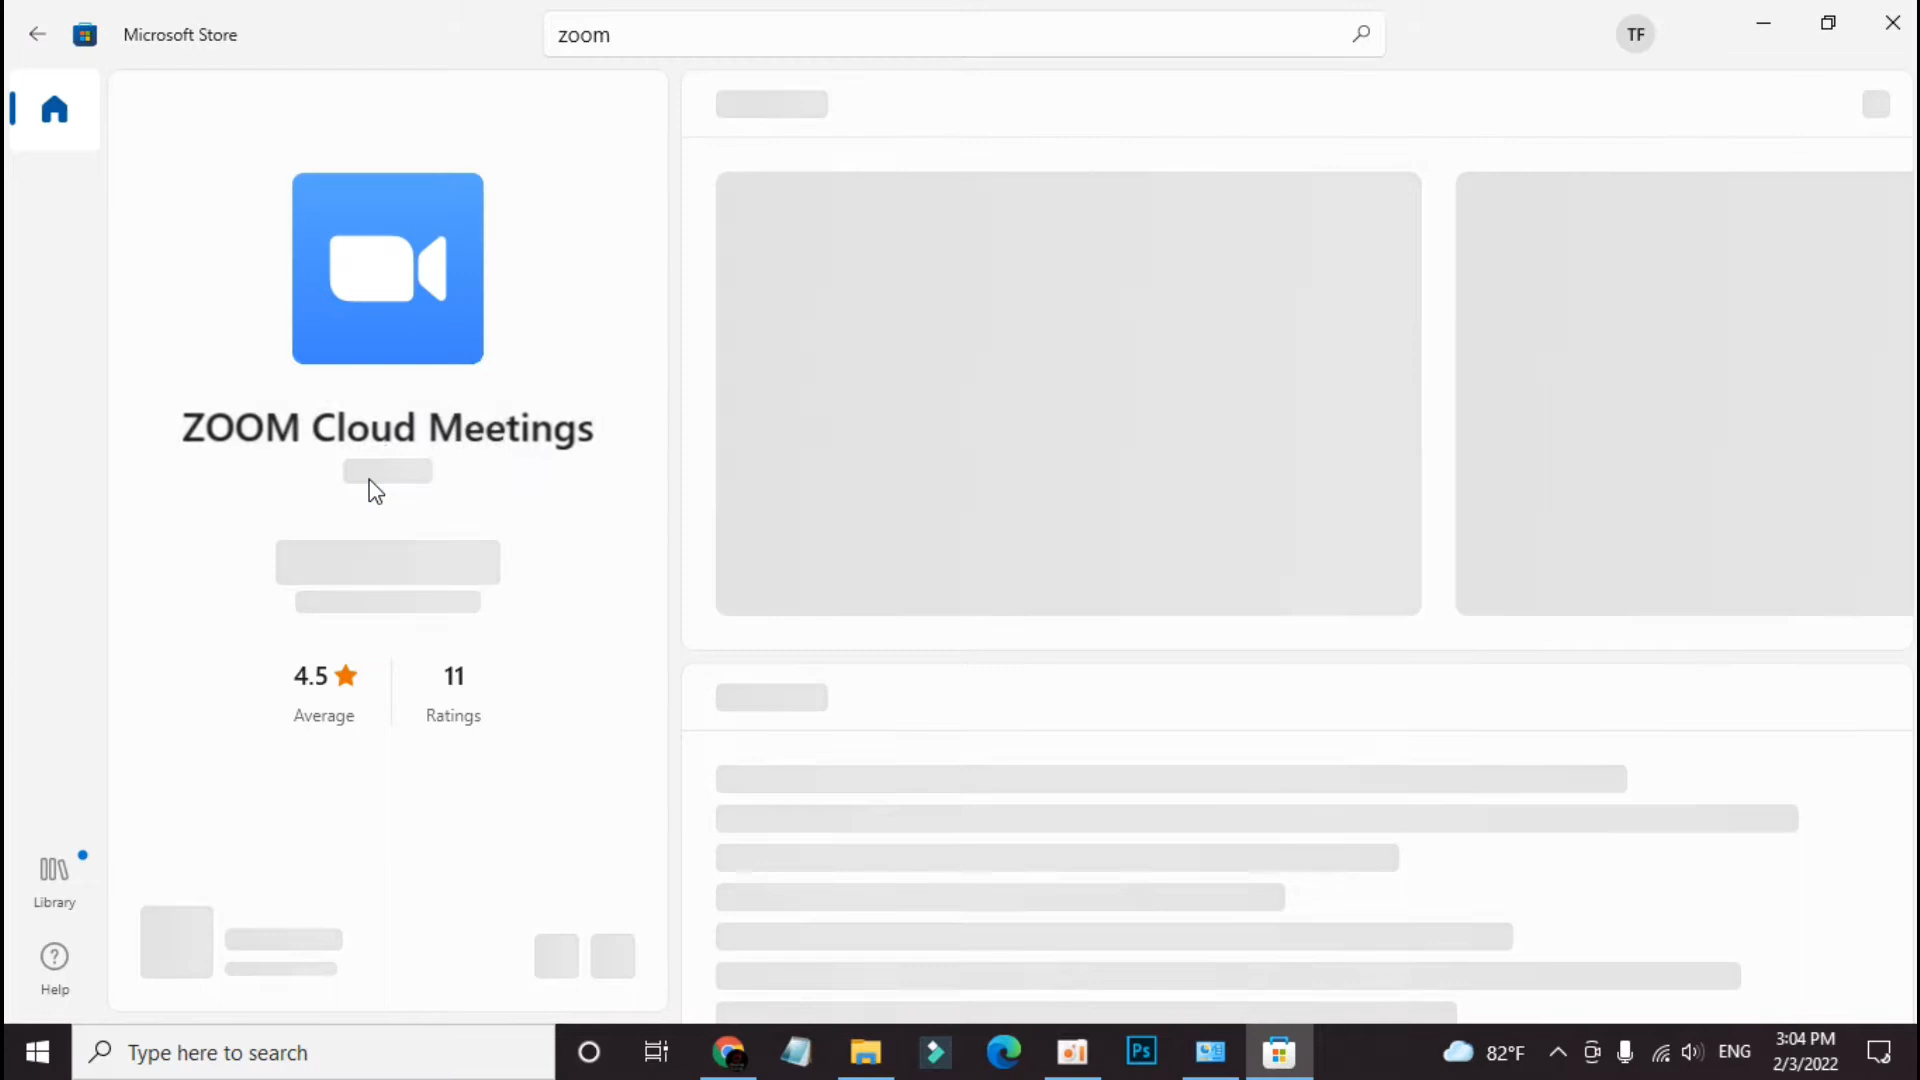 Microsoft Store
zoom
TF
ZOOM Cloud Meetings
4.5
11
Average
Ratings
Library
Help
Type here to search
Ps
82°F
ENG
3:04 PM
2/3/2022